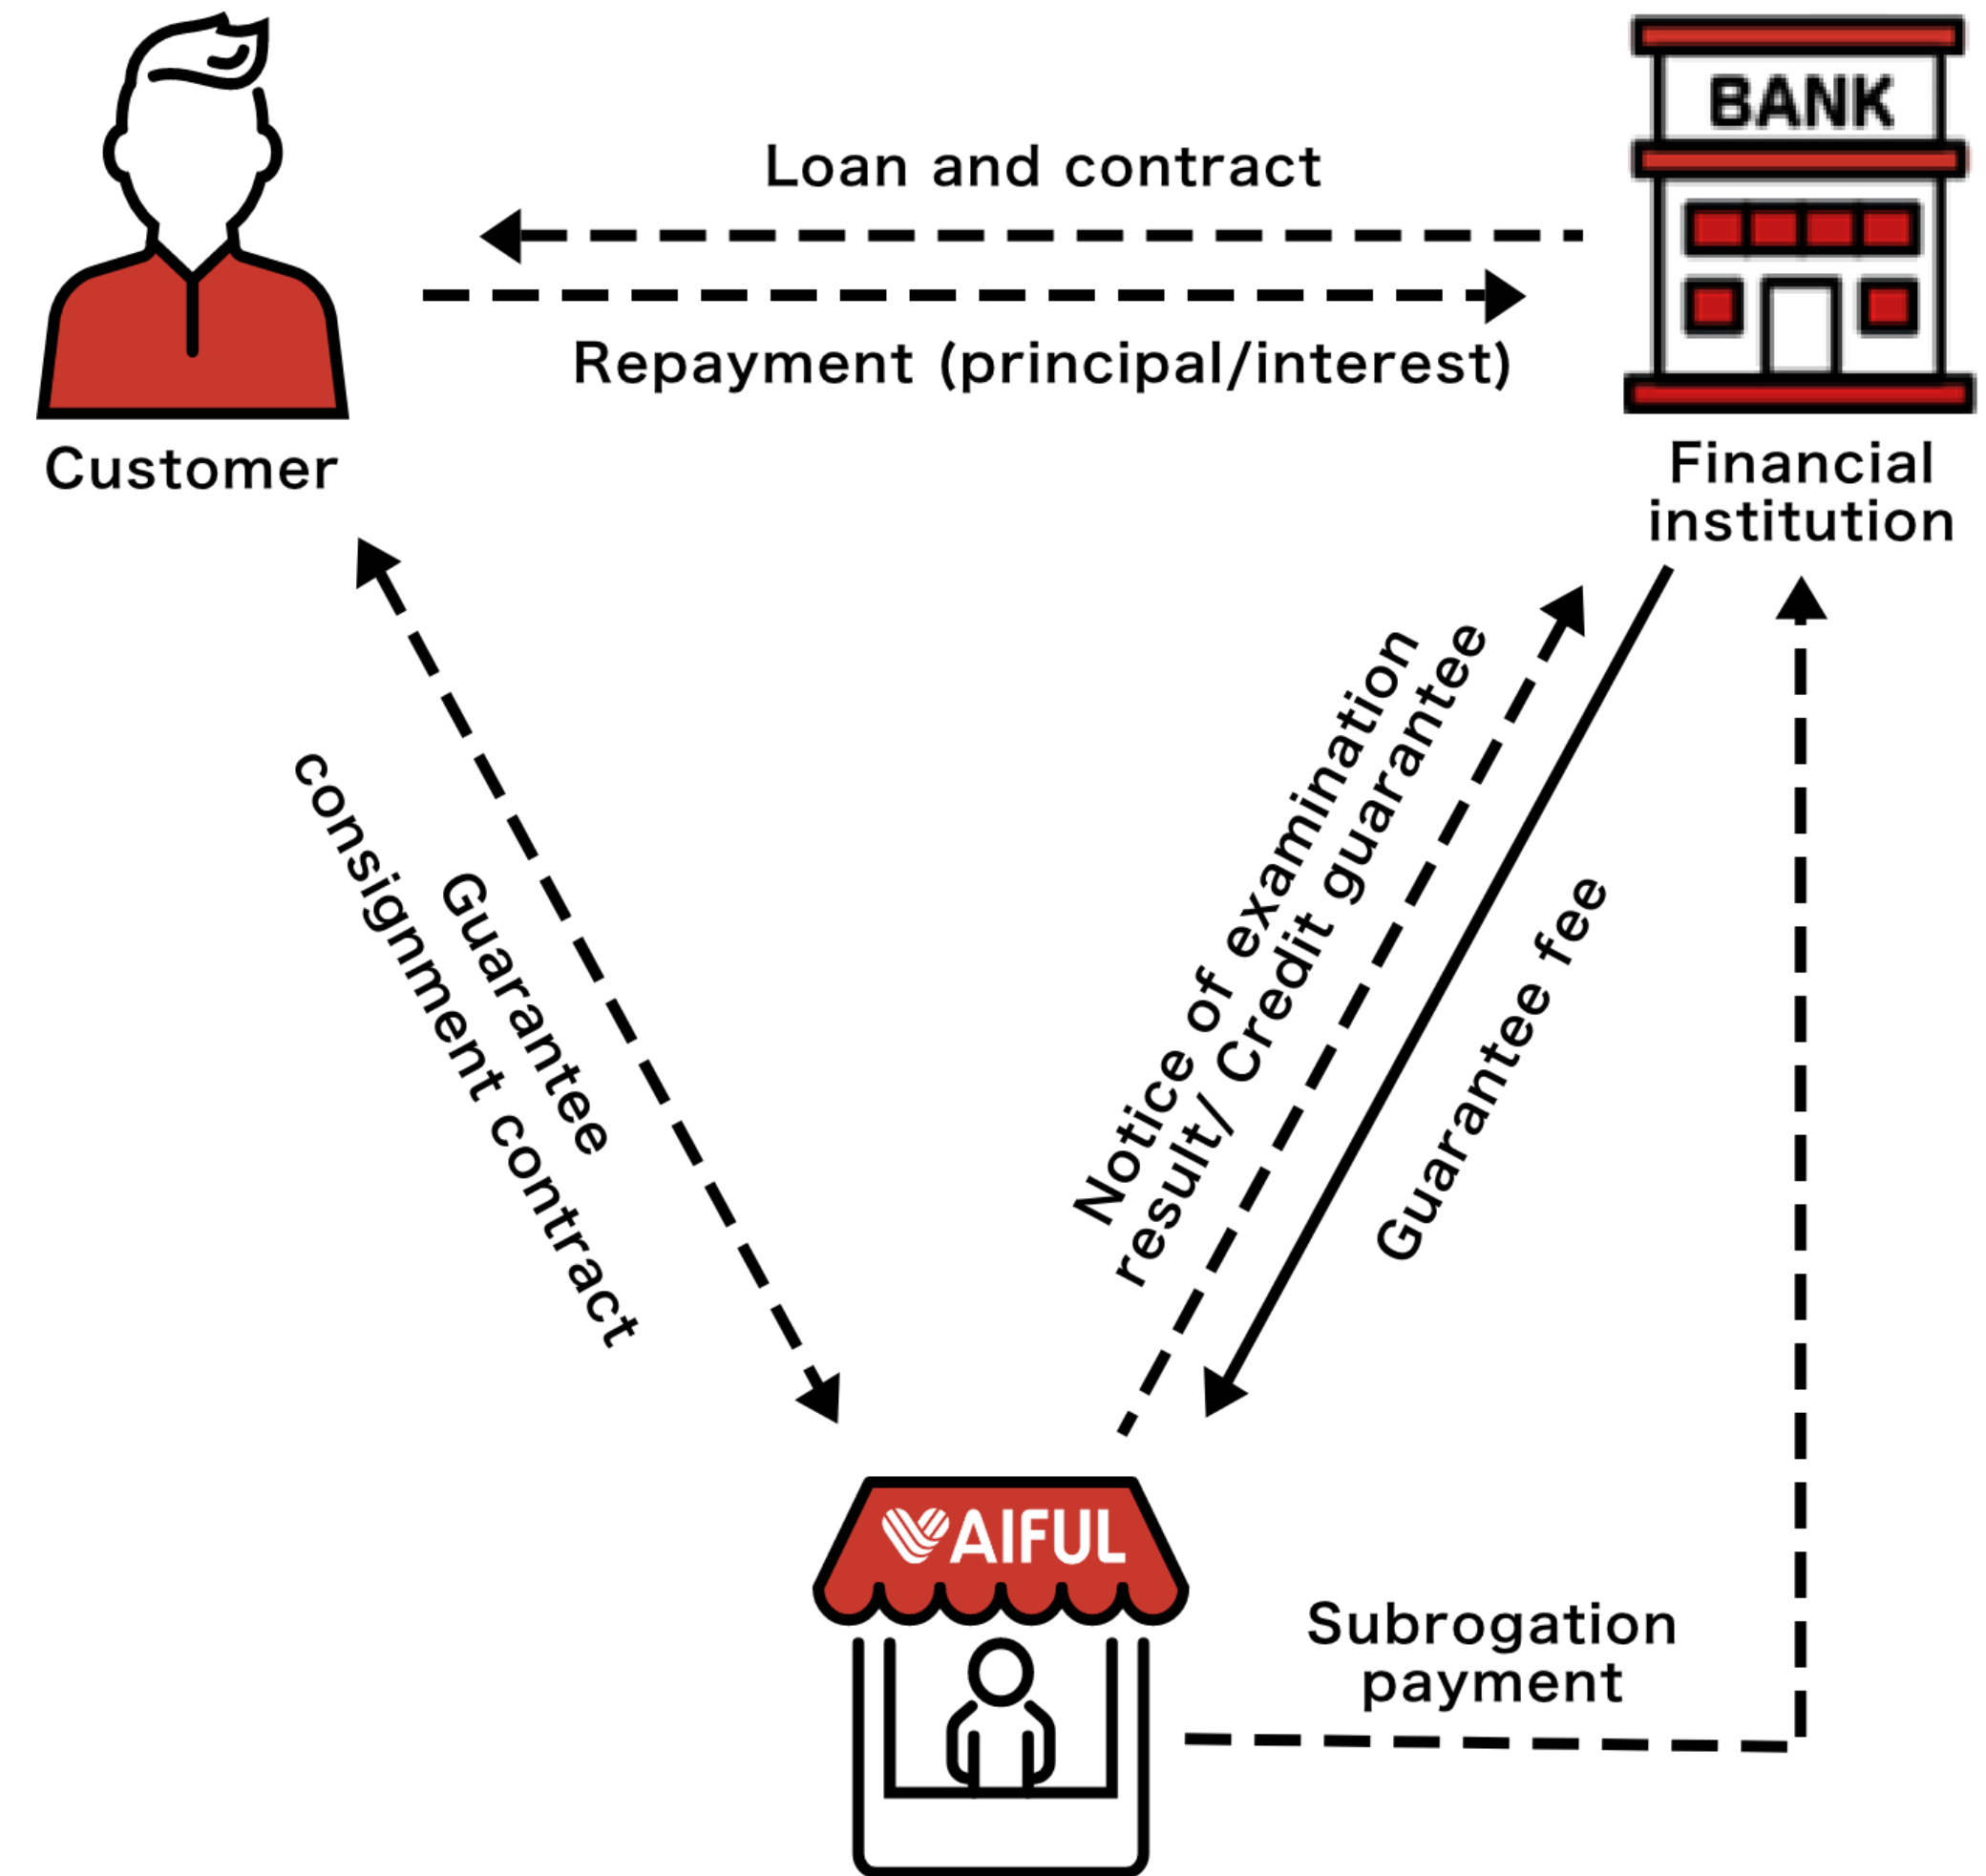 BANK
Loan and contract
Repayment (principal/interest)
Customer
Financial
institution
Guarantee
consignment contract
Notice of examination
result/ Credit guarantee
Guarantee fee
AIFUL
Subrogation
payment